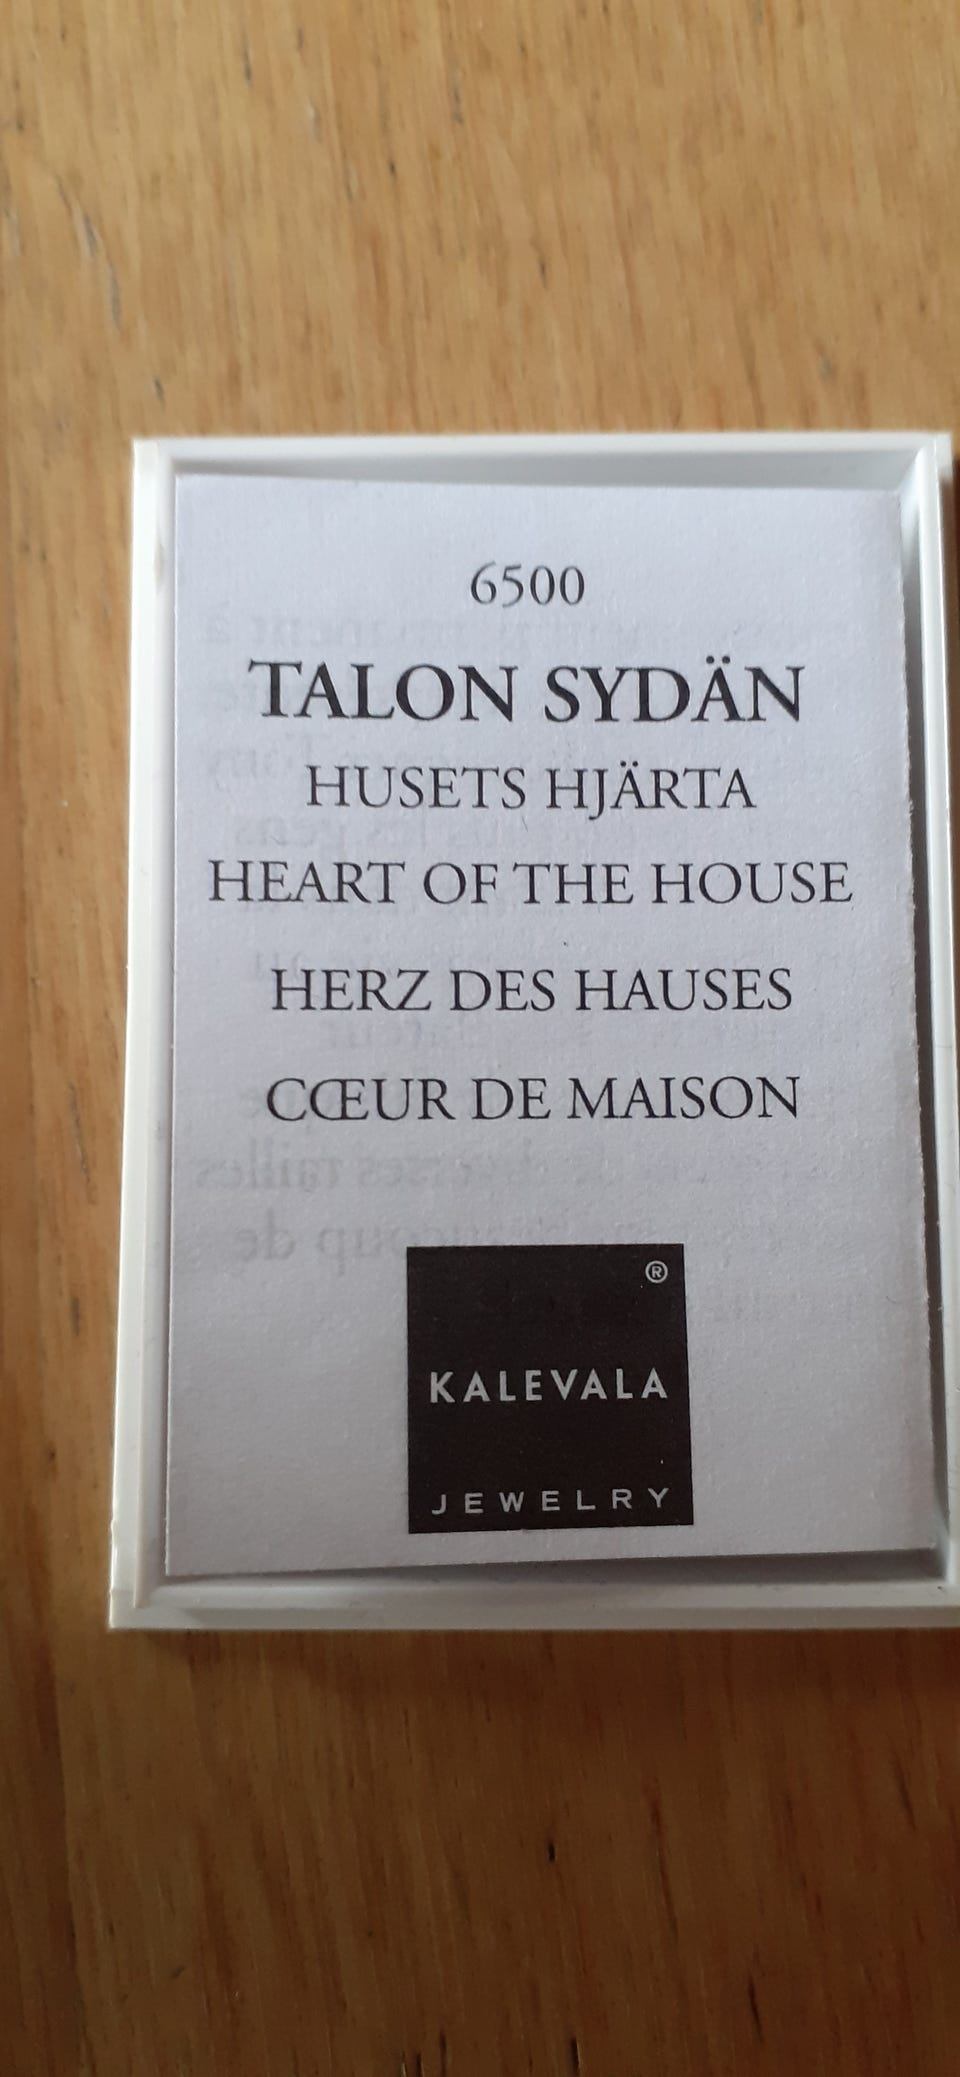 6500
TALON SYDÄN
HUSETS HJÄRTA
HEART OF THE HOUSE
HERZ DES HAUSES
CŒUR DE MAISON
®
KALEVALA
JEWELRY